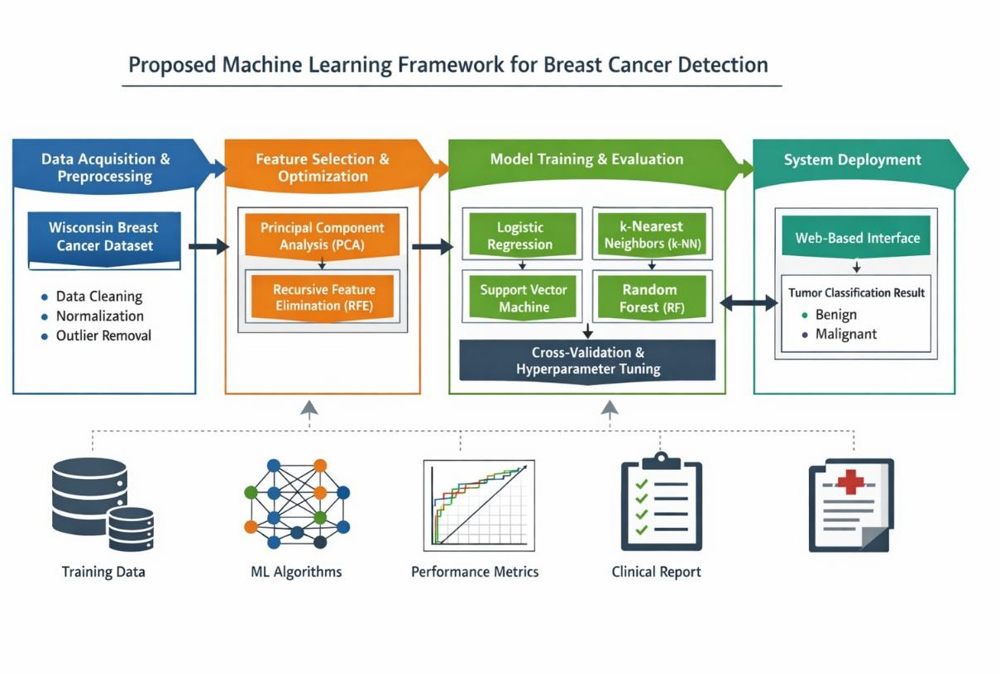 Proposed Machine Learning Framework for Breast Cancer Detection
Data Acquisition &
Preprocessing
Wisconsin Breast
Cancer Dataset
Data Cleaning
Normalization
Outlier Removal
Feature Selection &
Optimization
Principal Component
Analysis (PCA)
Recursive Feature
Elimination (RFE)
Model Training & Evaluation
Logistic
Regression
k-Nearest
Neighbors (k-NN)
Support Vector
Machine
Random
Forest (RF)
Cross-Validation &
Hyperparameter Tuning
System Deployment
Web-Based Interface
Tumor Classification Result
Benign
Malignant
Training Data
ML Algorithms
Performance Metrics
Clinical Report